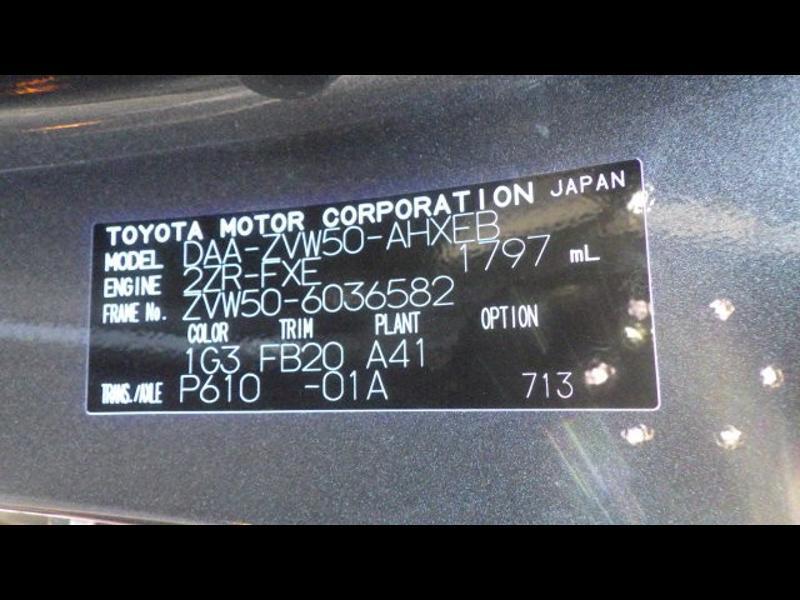 TOYOTA MOTOR CORPORATION JAPAN
MODEL DAA-ZVW50-AHXEB
ENGINE 2ZR-FXE 1797 mL
FRAME No. ZVW50-6036582
COLOR TRIM PLANT OPTION
1G3 FB20 A41
TRANS./AXLE P610 -01A 713